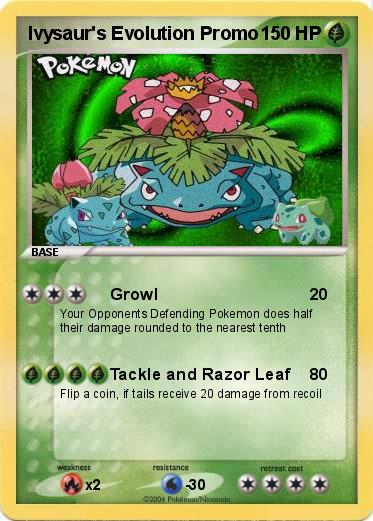 Ivysaur's Evolution Promo 150 HP
POKéMON
BASE
Growl 20
Your Opponents Defending Pokemon does half
their damage rounded to the nearest tenth
Tackle and Razor Leaf 80
Flip a coin, if tails receive 20 damage from recoil
weakness resistance retreat cost
x2 -30
©2004 Pokémon/Nintendo